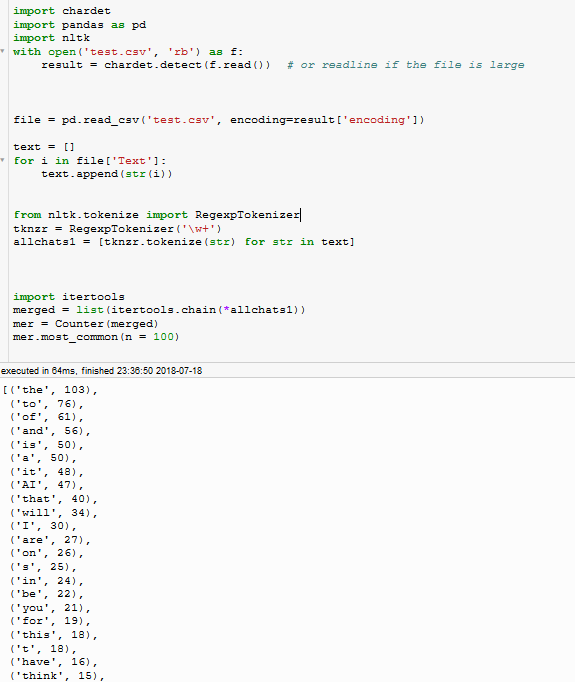 import chardet
import pandas as pd
import nltk
with open('test.csv', 'rb') as f:
    result = chardet.detect(f.read())  # or readline if the file is large
file = pd.read_csv('test.csv', encoding=result['encoding'])
text = []
for i in file['Text']:
    text.append(str(i))
from nltk.tokenize import RegexpTokenizer
tknzr = RegexpTokenizer('\w+')
allchats1 = [tknzr.tokenize(str) for str in text]
import itertools
merged = list(itertools.chain(*allchats1))
mer = Counter(merged)
mer.most_common(n = 100)
executed in 64ms, finished 23:36:50 2018-07-18
[('the', 103),
 ('to', 76),
 ('of', 61),
 ('and', 56),
 ('is', 50),
 ('a', 50),
 ('it', 48),
 ('AI', 47),
 ('that', 40),
 ('will', 34),
 ('I', 30),
 ('are', 27),
 ('on', 26),
 ('s', 25),
 ('in', 24),
 ('be', 22),
 ('you', 21),
 ('for', 19),
 ('this', 18),
 ('t', 18),
 ('have', 16),
 ('think', 15),